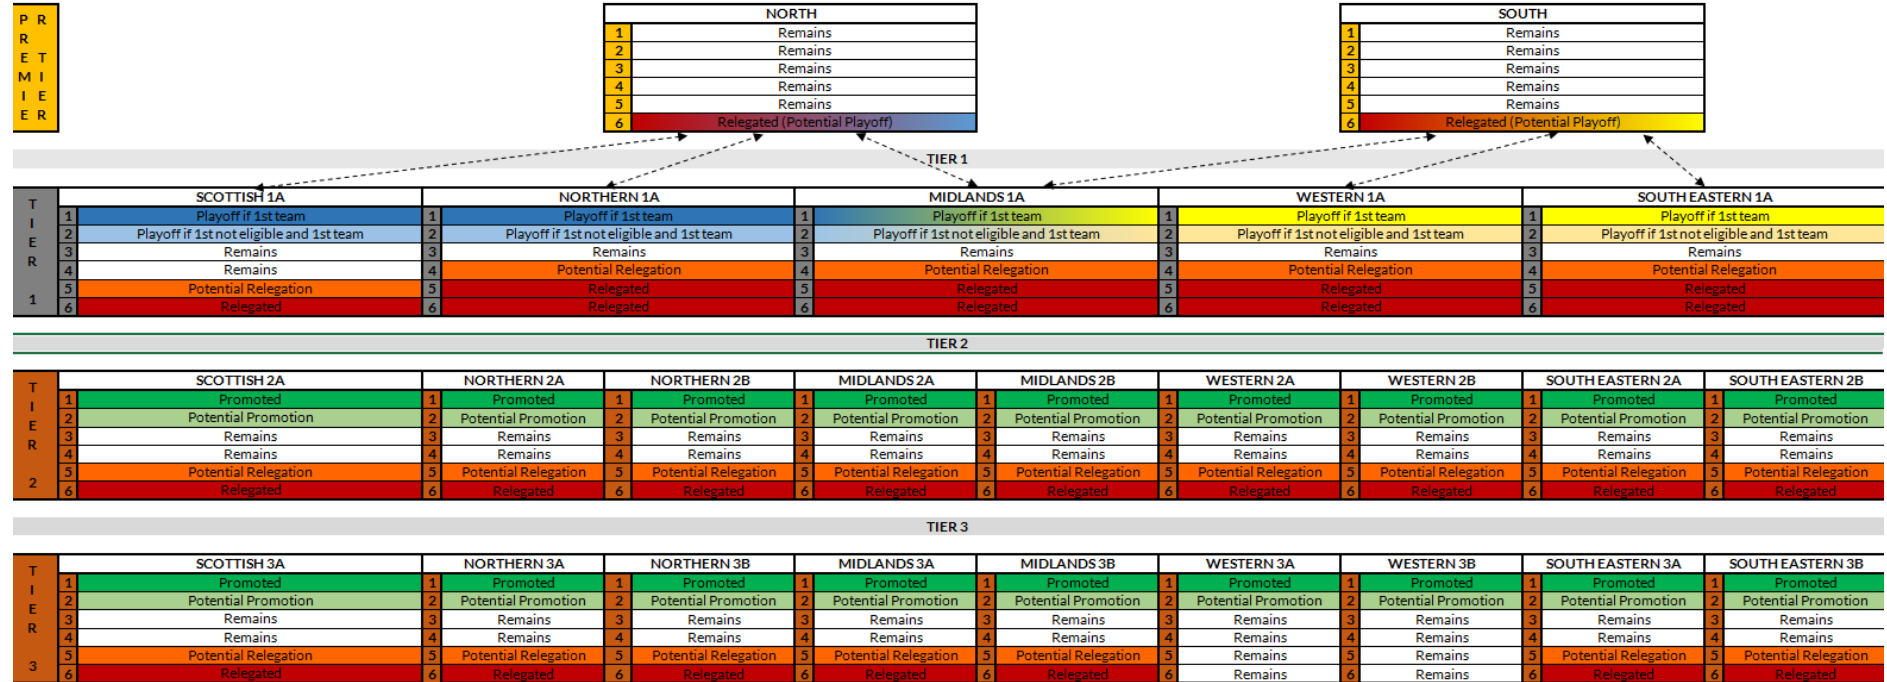 P R
R
E T
M I
I E
E R
NORTH
1 Remains
2 Remains
3 Remains
4 Remains
5 Remains
6 Relegated (Potential Playoff)
SOUTH
1 Remains
2 Remains
3 Remains
4 Remains
5 Remains
6 Relegated (Potential Playoff)
TIER 1
T
I
E
R
1
SCOTTISH 1A NORTHERN 1A MIDLANDS 1A WESTERN 1A SOUTH EASTERN 1A
1 Playoff if 1st team 1 Playoff if 1st team 1 Playoff if 1st team 1 Playoff if 1st team 1 Playoff if 1st team
2 Playoff if 1st not eligible and 1st team 2 Playoff if 1st not eligible and 1st team 2 Playoff if 1st not eligible and 1st team 2 Playoff if 1st not eligible and 1st team 2 Playoff if 1st not eligible and 1st team
3 Remains 3 Remains 3 Remains 3 Remains 3 Remains
4 Remains 4 Potential Relegation 4 Potential Relegation 4 Potential Relegation 4 Potential Relegation
5 Potential Relegation 5 Relegated 5 Relegated 5 Relegated 5 Relegated
6 Relegated 6 Relegated 6 Relegated 6 Relegated 6 Relegated
TIER 2
T
I
E
R
2
SCOTTISH 2A NORTHERN 2A NORTHERN 2B MIDLANDS 2A MIDLANDS 2B WESTERN 2A WESTERN 2B SOUTH EASTERN 2A SOUTH EASTERN 2B
1 Promoted 1 Promoted 1 Promoted 1 Promoted 1 Promoted 1 Promoted 1 Promoted 1 Promoted 1 Promoted
2 Potential Promotion 2 Potential Promotion 2 Potential Promotion 2 Potential Promotion 2 Potential Promotion 2 Potential Promotion 2 Potential Promotion 2 Potential Promotion 2 Potential Promotion
3 Remains 3 Remains 3 Remains 3 Remains 3 Remains 3 Remains 3 Remains 3 Remains 3 Remains
4 Remains 4 Remains 4 Remains 4 Remains 4 Remains 4 Remains 4 Remains 4 Remains 4 Remains
5 Potential Relegation 5 Potential Relegation 5 Potential Relegation 5 Potential Relegation 5 Potential Relegation 5 Potential Relegation 5 Potential Relegation 5 Potential Relegation 5 Potential Relegation
6 Relegated 6 Relegated 6 Relegated 6 Relegated 6 Relegated 6 Relegated 6 Relegated 6 Relegated 6 Relegated
TIER 3
T
I
E
R
3
SCOTTISH 3A NORTHERN 3A NORTHERN 3B MIDLANDS 3A MIDLANDS 3B WESTERN 3A WESTERN 3B SOUTH EASTERN 3A SOUTH EASTERN 3B
1 Promoted 1 Promoted 1 Promoted 1 Promoted 1 Promoted 1 Promoted 1 Promoted 1 Promoted 1 Promoted
2 Potential Promotion 2 Potential Promotion 2 Potential Promotion 2 Potential Promotion 2 Potential Promotion 2 Potential Promotion 2 Potential Promotion 2 Potential Promotion 2 Potential Promotion
3 Remains 3 Remains 3 Remains 3 Remains 3 Remains 3 Remains 3 Remains 3 Remains 3 Remains
4 Remains 4 Remains 4 Remains 4 Remains 4 Remains 4 Remains 4 Remains 4 Remains 4 Remains
5 Potential Relegation 5 Potential Relegation 5 Potential Relegation 5 Potential Relegation 5 Potential Relegation 5 Remains 5 Remains 5 Potential Relegation 5 Potential Relegation
6 Relegated 6 Relegated 6 Relegated 6 Relegated 6 Relegated 6 Remains 6 Remains 6 Relegated 6 Relegated